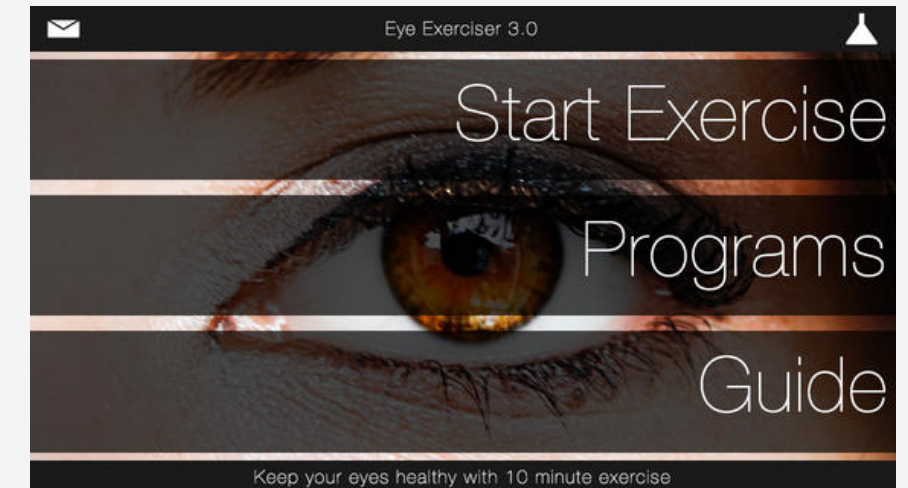 Eye Exerciser 3.0
Start Exercise
Programs
Guide
Keep your eyes healthy with 10 minute exercise